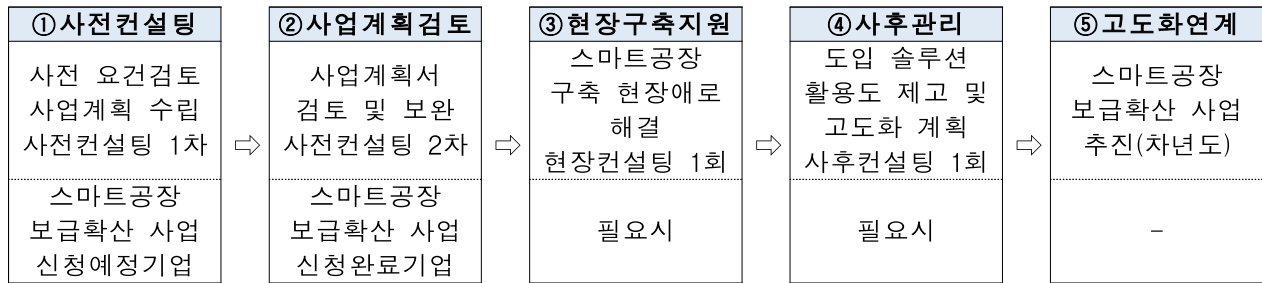 ①사전컨설팅
사전 요건검토
사업계획 수립
사전컨설팅 1차
스마트공장
보급확산 사업
신청예정기업
⇨
②사업계획검토
사업계획서
검토 및 보완
사전컨설팅 2차
스마트공장
보급확산 사업
신청완료기업
⇨
③현장구축지원
스마트공장
구축 현장애로
해결
현장컨설팅 1회
필요시
⇨
④사후관리
도입 솔루션
활용도 제고 및
고도화 계획
사후컨설팅 1회
필요시
⇨
⑤고도화연계
스마트공장
보급확산 사업
추진(차년도)
–